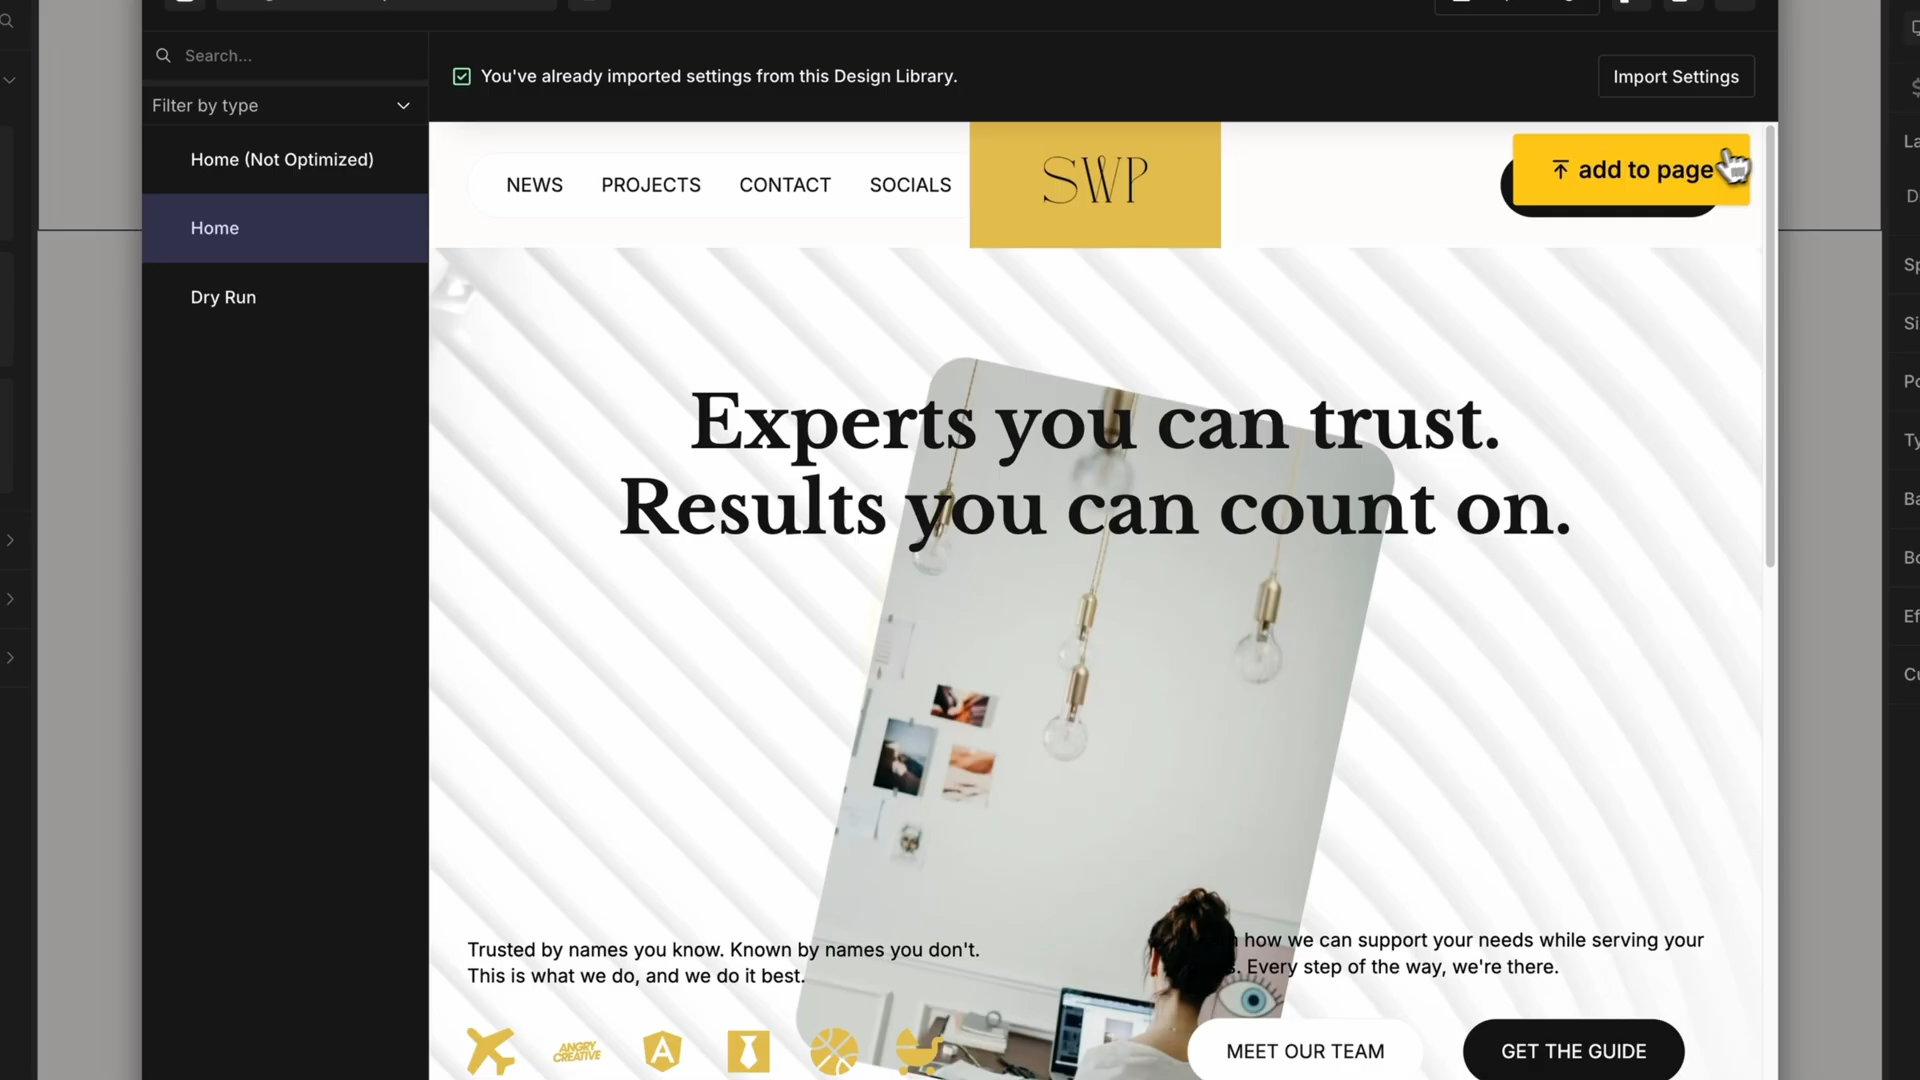 Search...
You've already imported settings from this Design Library.
Import Settings
Filter by type
Home (Not Optimized)
Home
Dry Run
NEWS
PROJECTS
CONTACT
SOCIALS
SWP
add to page
Experts you can trust.
Results you can count on.
Trusted by names you know. Known by names you don't.
This is what we do, and we do it best.
how we can support your needs while serving your
Every step of the way, we're there.
ANGRY
CREATIVE
A
MEET OUR TEAM
GET THE GUIDE